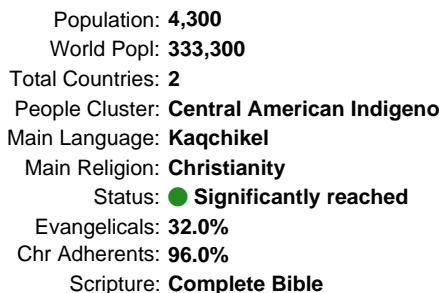 Population: 4,300
World Popl: 333,300
Total Countries: 2
People Cluster: Central American Indigeno
Main Language: Kaqchikel
Main Religion: Christianity
Status: Significantly reached
Evangelicals: 32.0%
Chr Adherents: 96.0%
Scripture: Complete Bible